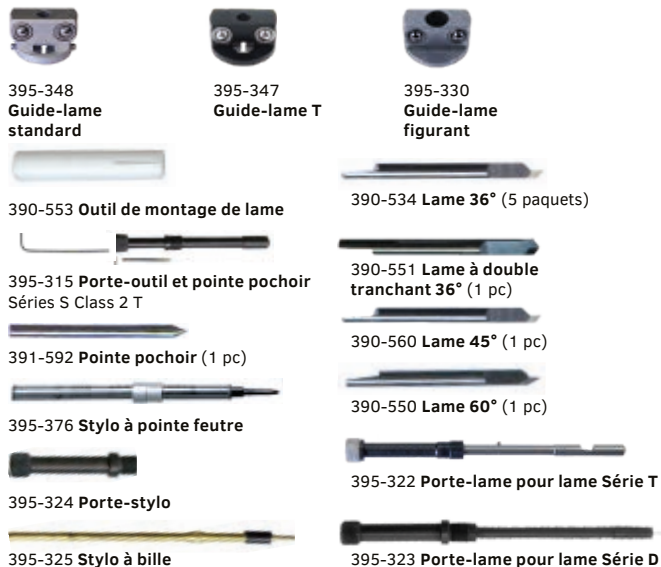 395-348
Guide-lame
standard
395-347
Guide-lame T
395-330
Guide-lame
figurant
390-553 Outil de montage de lame
390-534 Lame 36° (5 paquets)
395-315 Porte-outil et pointe pochoir
Séries S Class 2 T
390-551 Lame à double
tranchant 36° (1 pc)
391-592 Pointe pochoir (1 pc)
390-560 Lame 45° (1 pc)
395-376 Stylo à pointe feutre
390-550 Lame 60° (1 pc)
395-324 Porte-stylo
395-322 Porte-lame pour lame Série T
395-325 Stylo à bille
395-323 Porte-lame pour lame Série D